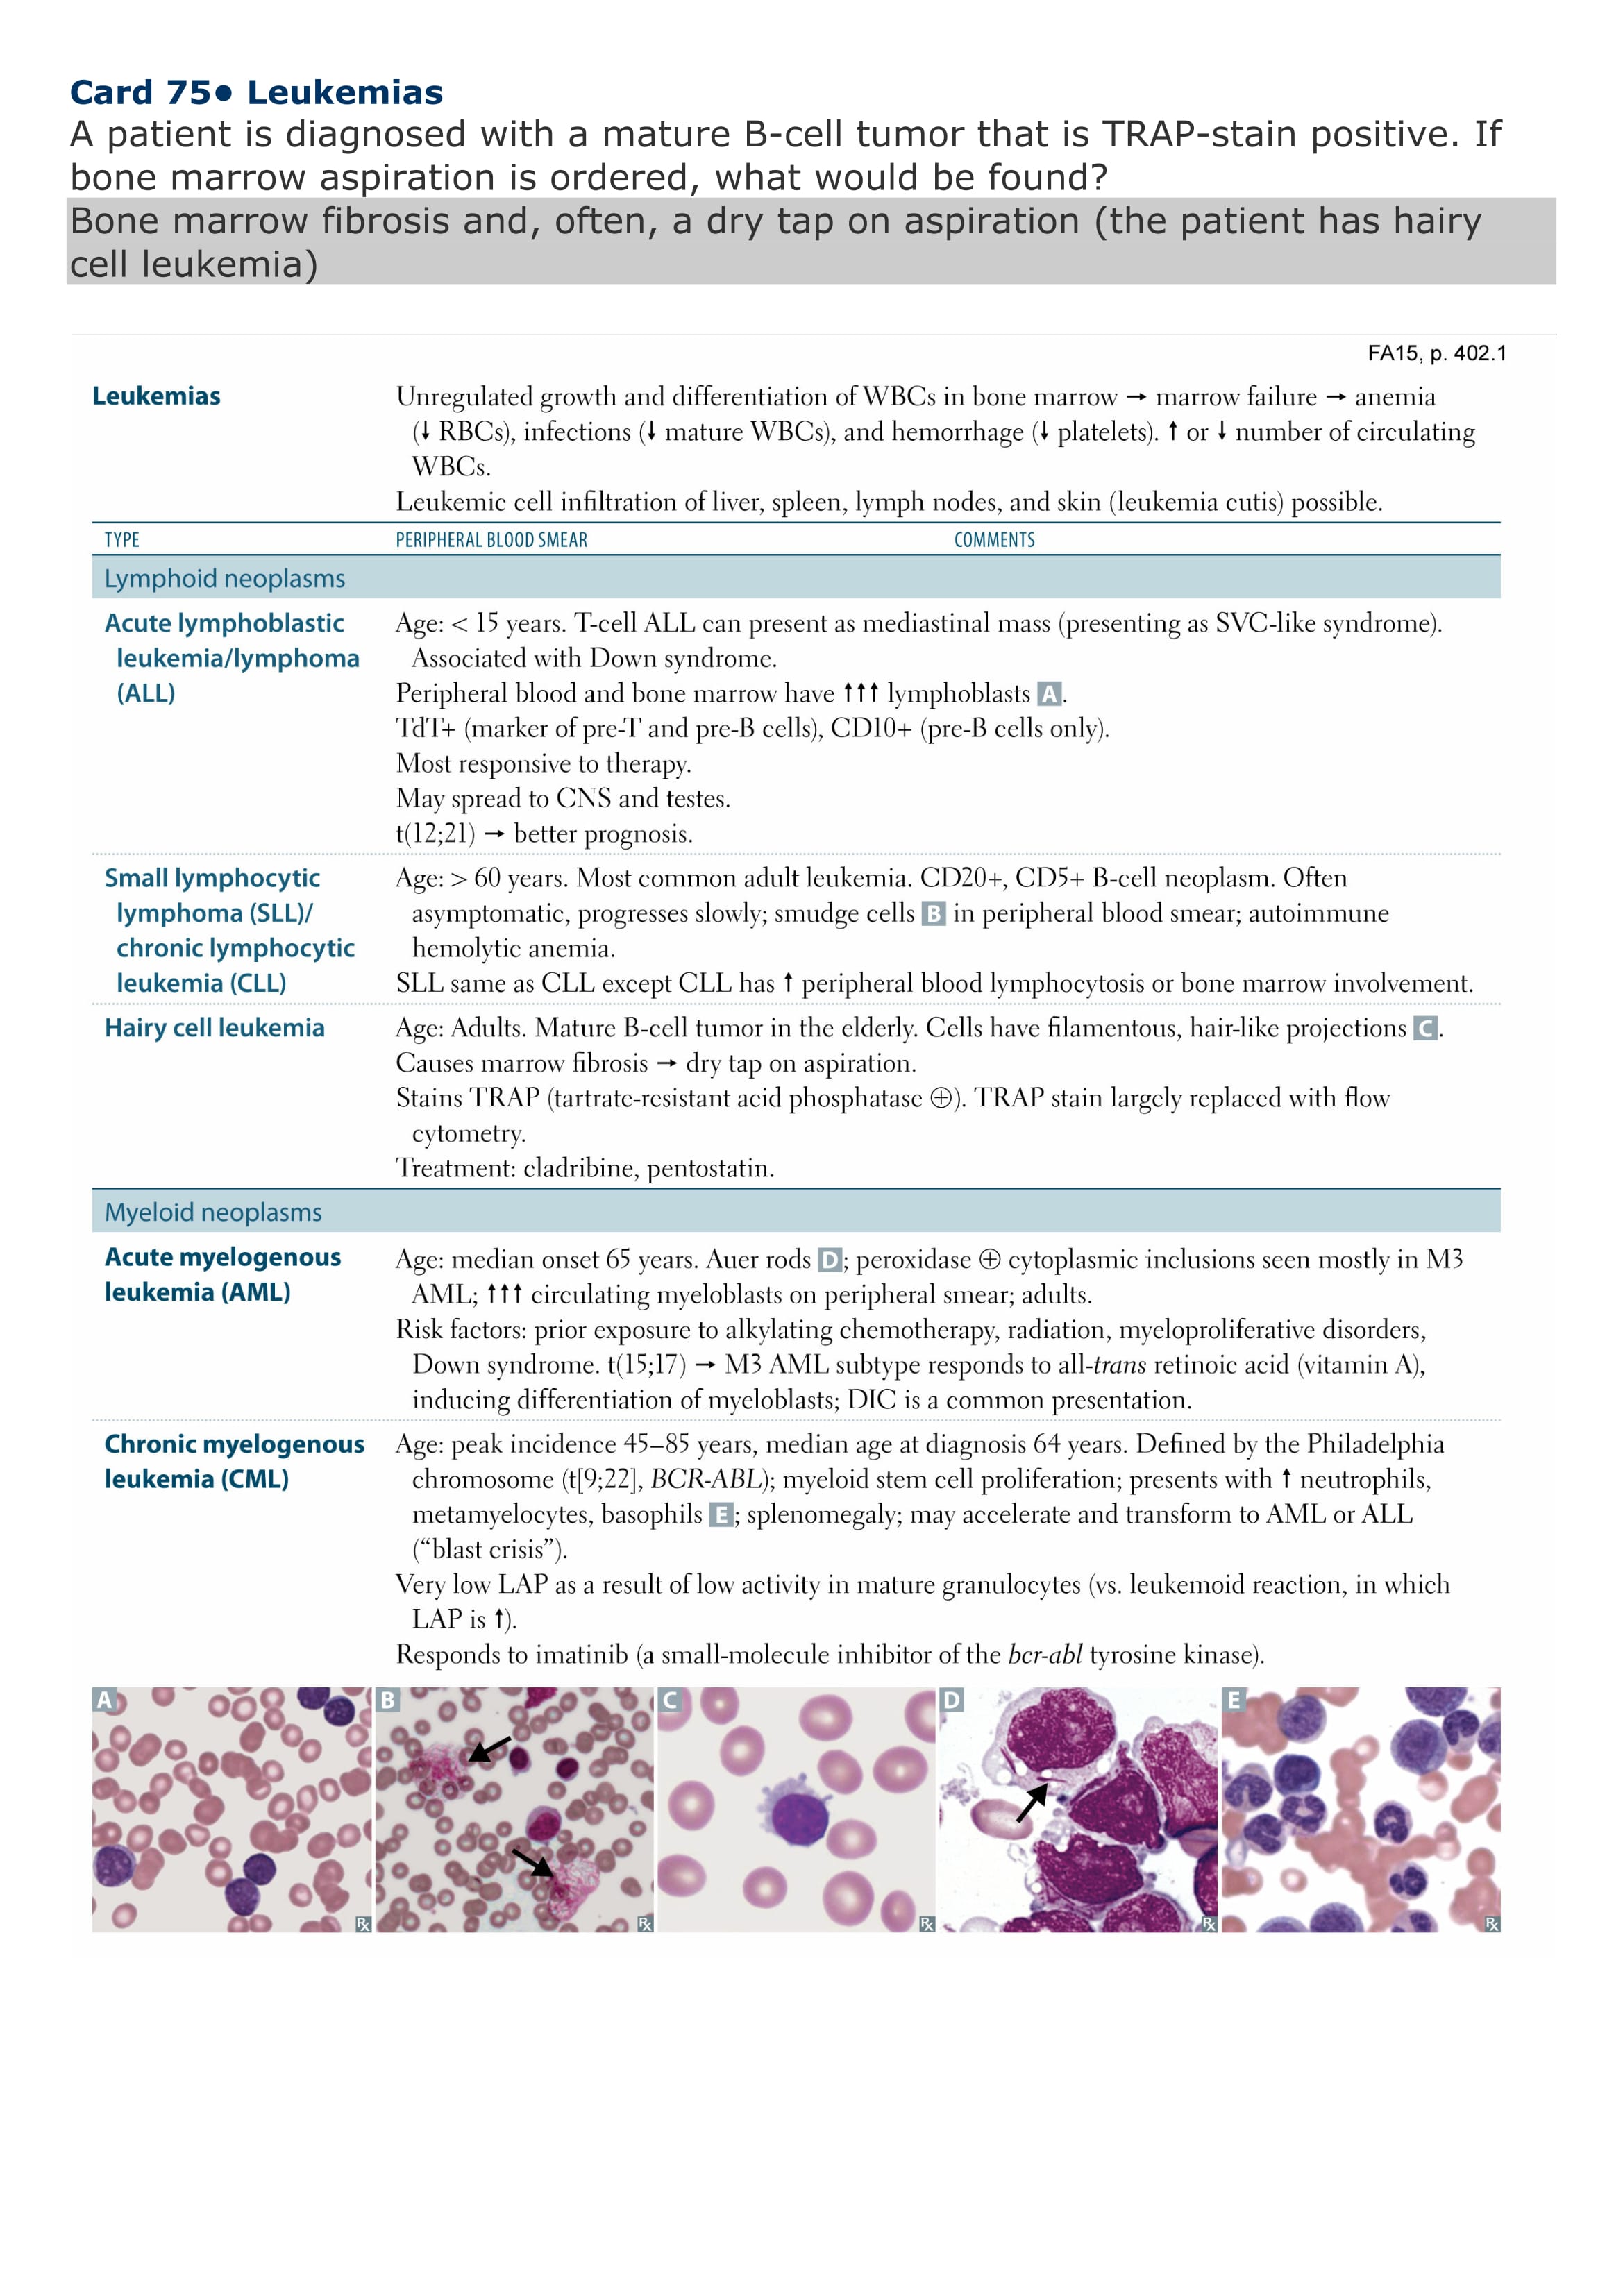 Card 75● Leukemias
A patient is diagnosed with a mature B-cell tumor that is TRAP-stain positive. If
bone marrow aspiration is ordered, what would be found?
Bone marrow fibrosis and, often, a dry tap on aspiration (the patient has hairy
cell leukemia)
FA15, p. 402.1
Leukemias
Unregulated growth and differentiation of WBCs in bone marrow → marrow failure → anemia
(↓ RBCs), infections (↓ mature WBCs), and hemorrhage (↓ platelets). ↑ or ↓ number of circulating
WBCs.
Leukemic cell infiltration of liver, spleen, lymph nodes, and skin (leukemia cutis) possible.
TYPE PERIPHERAL BLOOD SMEAR COMMENTS
Lymphoid neoplasms
Acute lymphoblastic
leukemia/lymphoma
(ALL)
Age: < 15 years. T-cell ALL can present as mediastinal mass (presenting as SVC-like syndrome).
Associated with Down syndrome.
Peripheral blood and bone marrow have ↑↑↑ lymphoblasts A.
TdT+ (marker of pre-T and pre-B cells), CD10+ (pre-B cells only).
Most responsive to therapy.
May spread to CNS and testes.
t(12;21) → better prognosis.
Small lymphocytic
lymphoma (SLL)/
chronic lymphocytic
leukemia (CLL)
Age: > 60 years. Most common adult leukemia. CD20+, CD5+ B-cell neoplasm. Often
asymptomatic, progresses slowly; smudge cells B in peripheral blood smear; autoimmune
hemolytic anemia.
SLL same as CLL except CLL has ↑ peripheral blood lymphocytosis or bone marrow involvement.
Hairy cell leukemia
Age: Adults. Mature B-cell tumor in the elderly. Cells have filamentous, hair-like projections C.
Causes marrow fibrosis → dry tap on aspiration.
Stains TRAP (tartrate-resistant acid phosphatase ⊕). TRAP stain largely replaced with flow
cytometry.
Treatment: cladribine, pentostatin.
Myeloid neoplasms
Acute myelogenous
leukemia (AML)
Age: median onset 65 years. Auer rods D; peroxidase ⊕ cytoplasmic inclusions seen mostly in M3
AML; ↑↑↑ circulating myeloblasts on peripheral smear; adults.
Risk factors: prior exposure to alkylating chemotherapy, radiation, myeloproliferative disorders,
Down syndrome. t(15;17) → M3 AML subtype responds to all-trans retinoic acid (vitamin A),
inducing differentiation of myeloblasts; DIC is a common presentation.
Chronic myelogenous
leukemia (CML)
Age: peak incidence 45–85 years, median age at diagnosis 64 years. Defined by the Philadelphia
chromosome (t[9;22], BCR-ABL); myeloid stem cell proliferation; presents with ↑ neutrophils,
metamyelocytes, basophils E; splenomegaly; may accelerate and transform to AML or ALL
(“blast crisis”).
Very low LAP as a result of low activity in mature granulocytes (vs. leukemoid reaction, in which
LAP is ↑).
Responds to imatinib (a small-molecule inhibitor of the bcr-abl tyrosine kinase).
A B C D E
℞ ℞ ℞ ℞ ℞